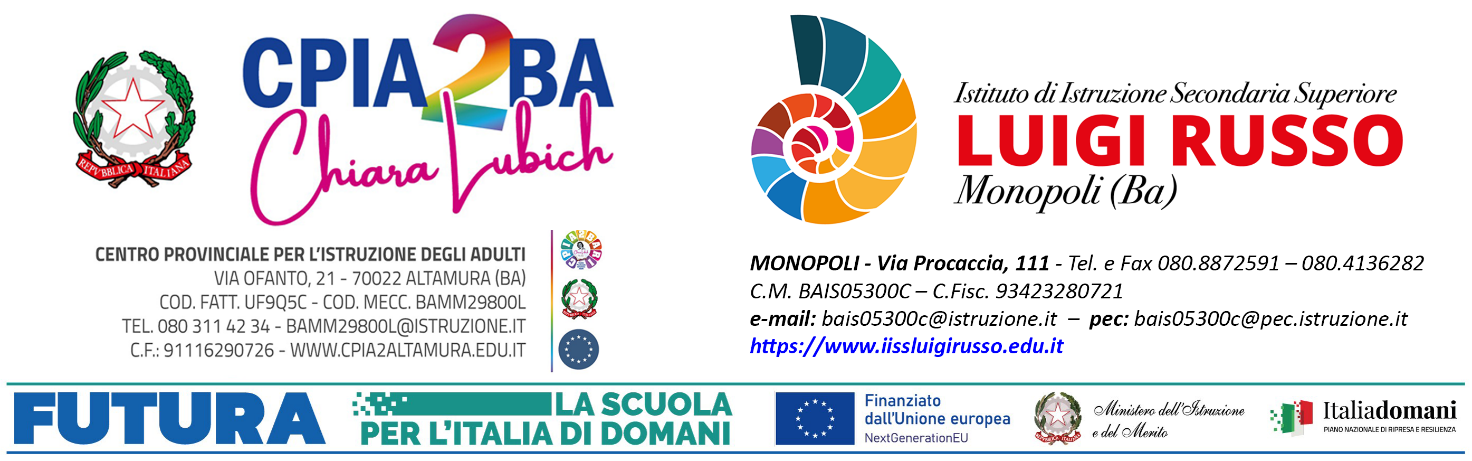 CPIA2BA
Chiara Lubich
REPVBBLICA ITALIANA
CENTRO PROVINCIALE PER L'ISTRUZIONE DEGLI ADULTI
VIA OFANTO, 21 - 70022 ALTAMURA (BA)
COD. FATT. UF9Q5C - COD. MECC. BAMM29800L
TEL. 080 311 42 34 - BAMM29800L@ISTRUZIONE.IT
C.F.: 91116290726 - WWW.CPIA2ALTAMURA.EDU.IT
Istituto di Istruzione Secondaria Superiore
LUIGI RUSSO
Monopoli (Ba)
MONOPOLI - Via Procaccia, 111 - Tel. e Fax 080.8872591 – 080.4136282
C.M. BAIS05300C – C.Fisc. 93423280721
e-mail: bais05300c@istruzione.it – pec: bais05300c@pec.istruzione.it
https://www.iissluigirusso.edu.it
FUTURA
LA SCUOLA
PER L'ITALIA DI DOMANI
Finanziato
dall'Unione europea
NextGenerationEU
Ministero dell'Istruzione
e del Merito
Italiadomani
PIANO NAZIONALE DI RIPRESA E RESILIENZA